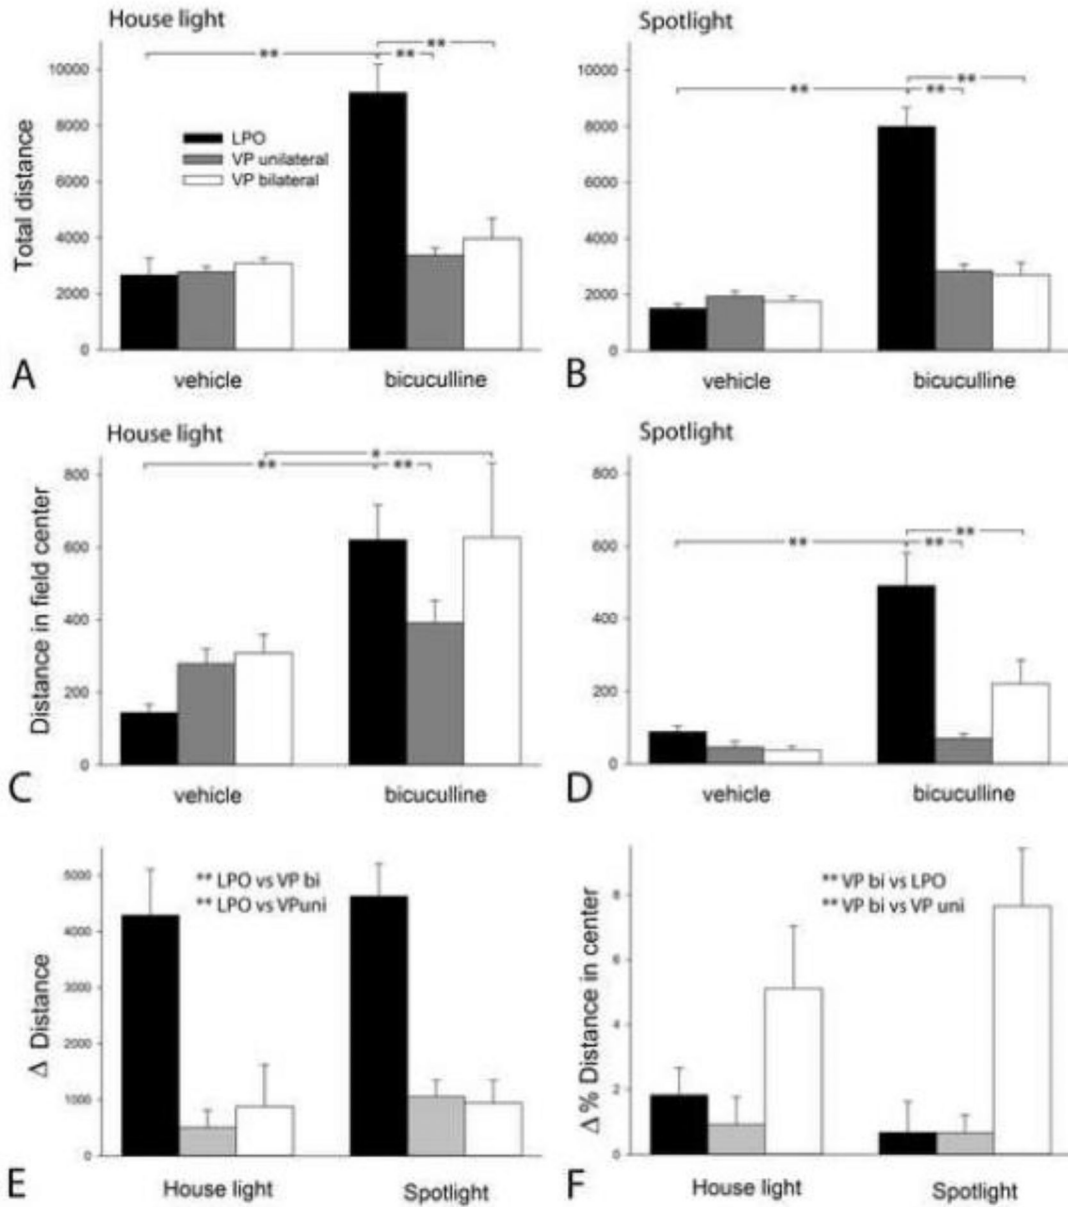 House light
**
**
**
10000
8000
6000
4000
2000
0
Total distance
LPO
VP unilateral
VP bilateral
vehicle
bicuculline
A
Spotlight
**
**
**
10000
8000
6000
4000
2000
0
vehicle
bicuculline
B
House light
*
**
**
800
600
400
200
0
Distance in field center
vehicle
bicuculline
C
Spotlight
**
**
**
800
600
400
200
0
vehicle
bicuculline
D
5000
4000
3000
1000
0
Δ Distance
** LPO vs VP bi
** LPO vs VPuni
House light
Spotlight
E
8
6
4
2
0
Δ % Distance in center
** VP bi vs LPO
** VP bi vs VP uni
House light
Spotlight
F